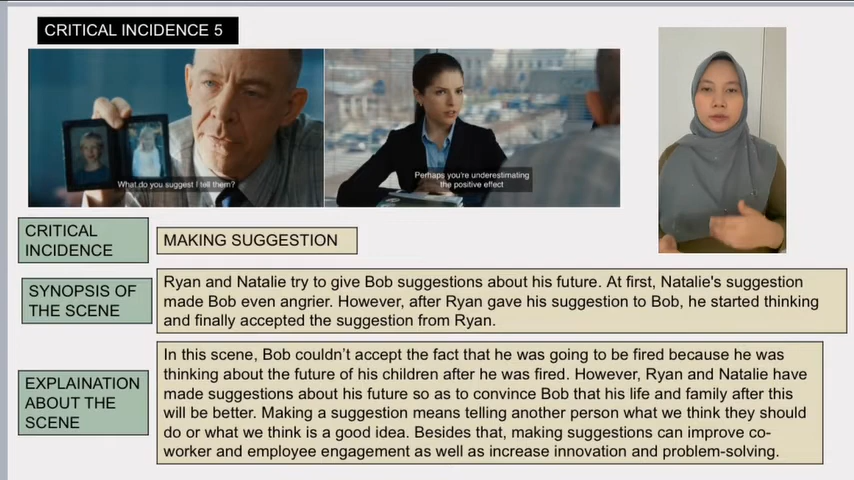 CRITICAL INCIDENCE 5
What do you suggest I tell them?
Perhaps you're underestimating
the positive effect
CRITICAL
INCIDENCE
MAKING SUGGESTION
SYNOPSIS OF
THE SCENE
Ryan and Natalie try to give Bob suggestions about his future. At first, Natalie's suggestion
made Bob even angrier. However, after Ryan gave his suggestion to Bob, he started thinking
and finally accepted the suggestion from Ryan.
EXPLAINATION
ABOUT THE
SCENE
In this scene, Bob couldn't accept the fact that he was going to be fired because he was
thinking about the future of his children after he was fired. However, Ryan and Natalie have
made suggestions about his future so as to convince Bob that his life and family after this
will be better. Making a suggestion means telling another person what we think they should
do or what we think is a good idea. Besides that, making suggestions can improve co-
worker and employee engagement as well as increase innovation and problem-solving.